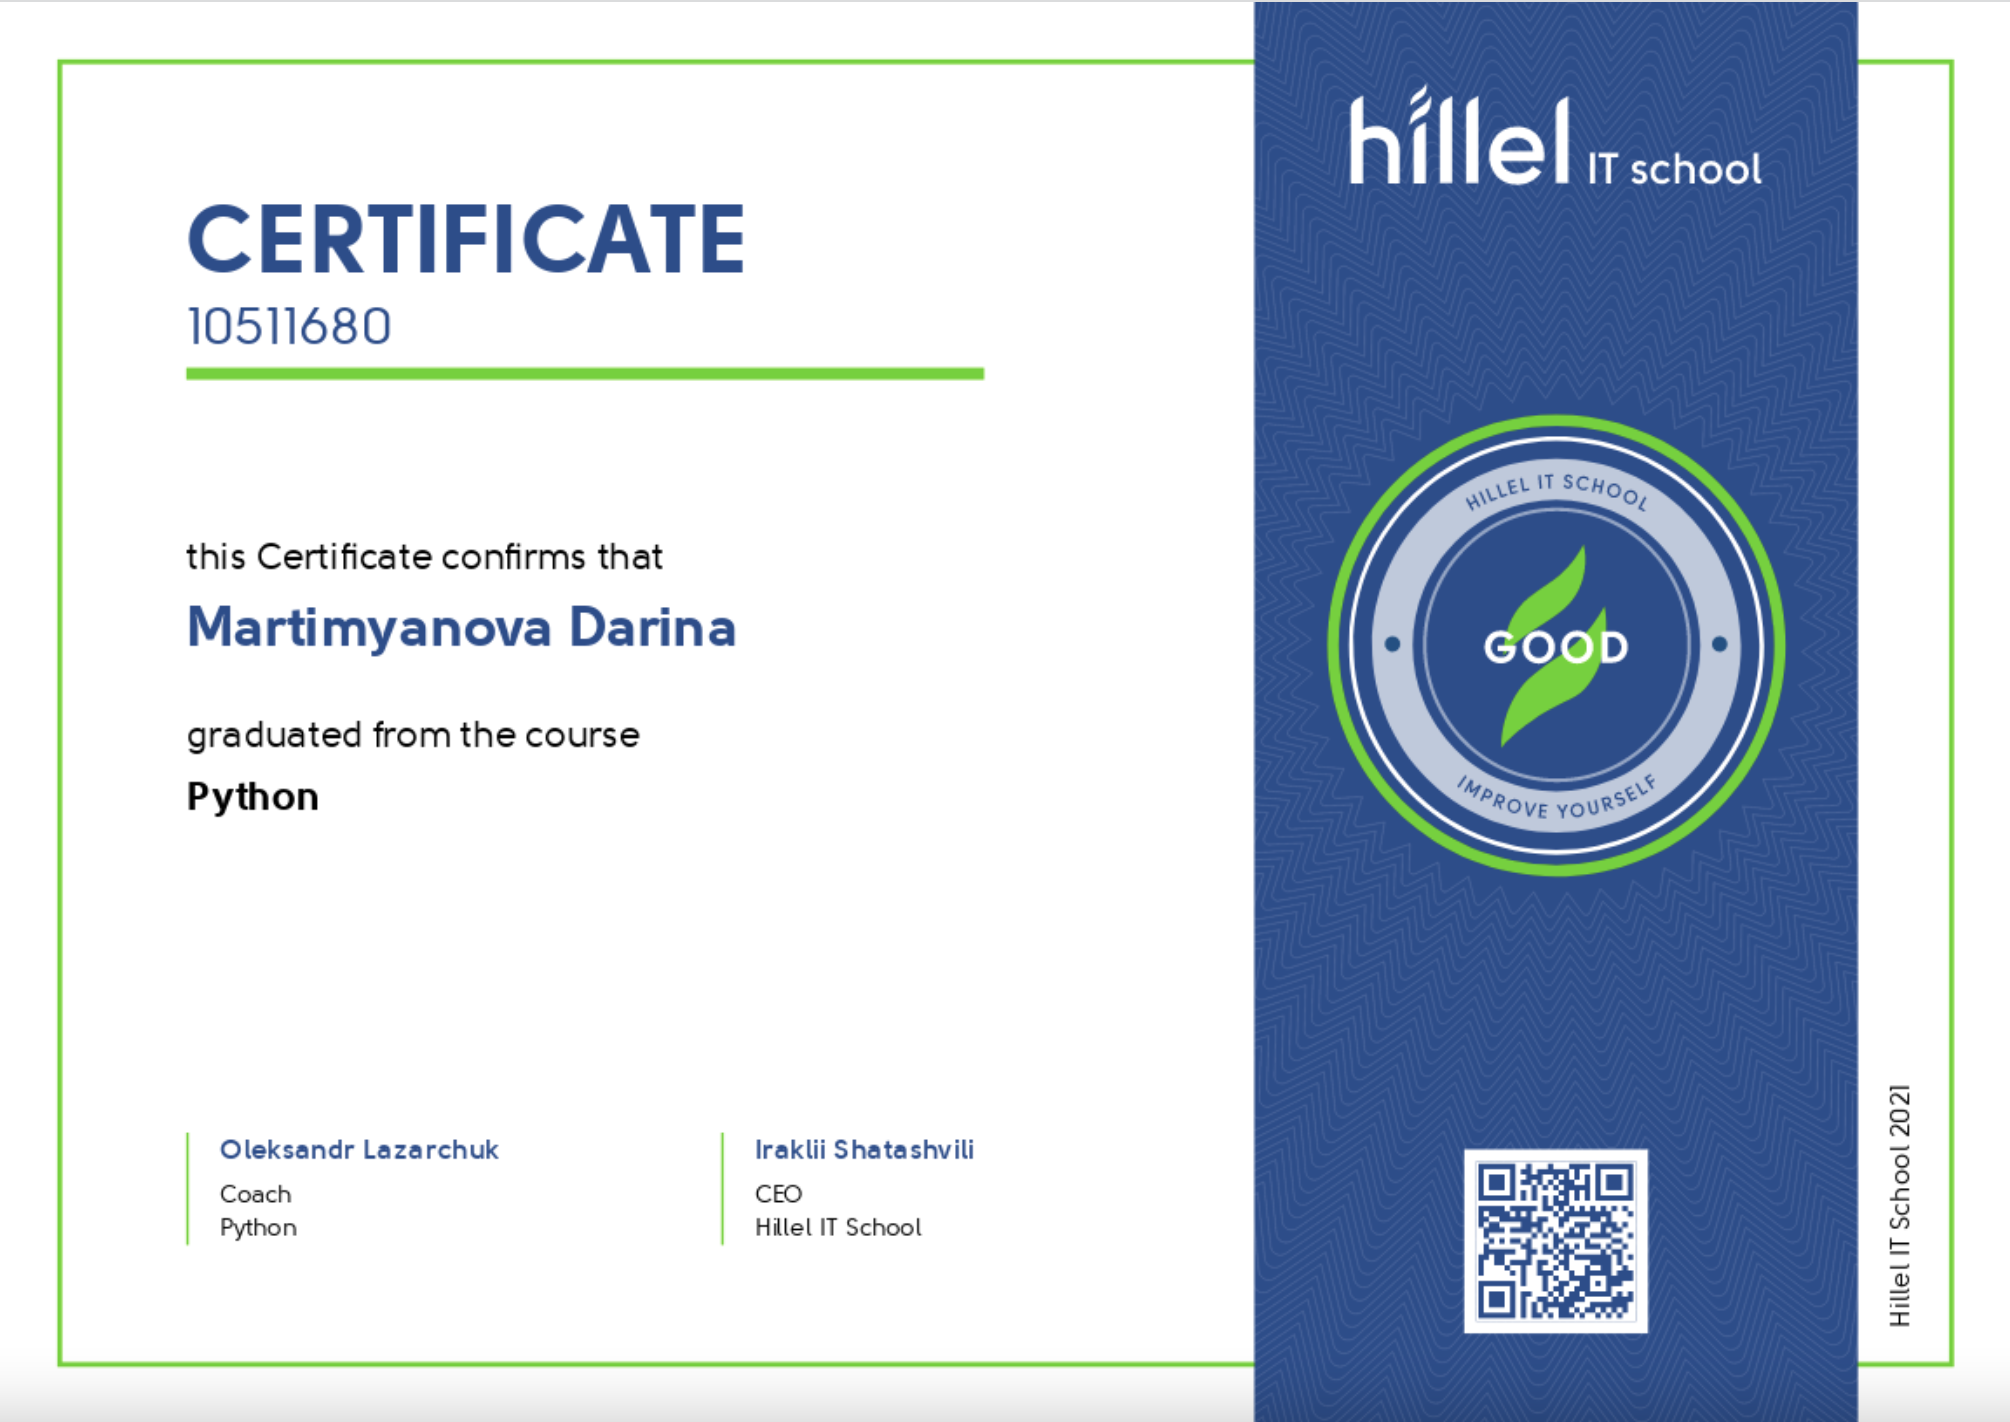 CERTIFICATE
10511680
this Certificate confirms that
Martimyanova Darina
graduated from the course
Python
Oleksandr Lazarchuk
Coach
Python
Iraklii Shatashvili
CEO
Hillel IT School
hillel IT school
HILLEL IT SCHOOL
GOOD
IMPROVE YOURSELF
Hillel IT School 2021